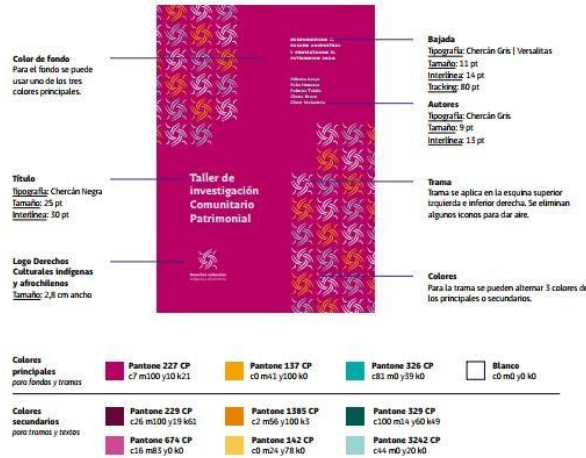 Color de fondo
Para el fondo se puede
usar uno de los tres
colores principales.
Título
Tipografía: Chercán Negra
Tamaño: 25 pt
Interlínea: 30 pt
Logo Derechos
Culturales indígenas
y afrochilenos
Tamaño: 2,8 cm ancho
Taller de
investigación
Comunitario
Patrimonial
Bajada
Tipografía: Chercán Gris | Versalitas
Tamaño: 11 pt
Interlínea: 14 pt
Tracking: 80 pt
Autores
Tipografía: Chercán Gris
Tamaño: 9 pt
Interlínea: 13 pt
Trama
Trama se aplica en la esquina superior
izquierda e inferior derecha. Se eliminan
algunos iconos para dar aire.
Colores
Para la trama se pueden alternar 3 colores de
los principales o secundarios.
Colores
principales
para fondos y tramas
Pantone 227 CP
c7 m100 y10 k21
Pantone 137 CP
c0 m41 y100 k0
Pantone 326 CP
c81 m0 y39 k0
Blanco
c0 m0 y0 k0
Colores
secundarios
para tramas y textos
Pantone 229 CP
c26 m100 y19 k61
Pantone 1385 CP
c2 m56 y100 k3
Pantone 329 CP
c100 m14 y60 k49
Pantone 674 CP
c16 m83 y0 k0
Pantone 142 CP
c0 m24 y78 k0
Pantone 3242 CP
c44 m0 y20 k0